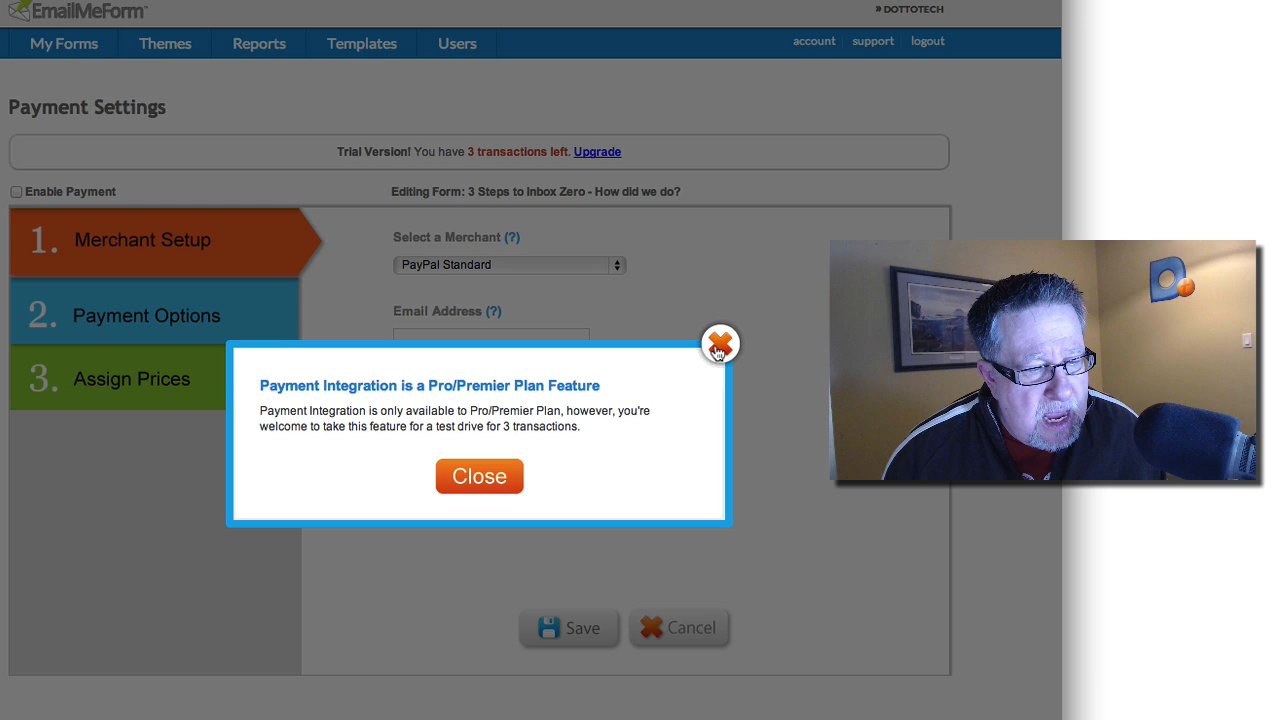 EmailMeForm™
» DOTTOTECH
My Forms Themes Reports Templates Users account support logout
Payment Settings
Trial Version! You have 3 transactions left. Upgrade
Enable Payment Editing Form: 3 Steps to Inbox Zero - How did we do?
1. Merchant Setup
Select a Merchant (?)
PayPal Standard
2. Payment Options
Email Address (?)
3. Assign Prices
Payment Integration is a Pro/Premier Plan Feature
Payment Integration is only available to Pro/Premier Plan, however, you're
welcome to take this feature for a test drive for 3 transactions.
Close
Save Cancel